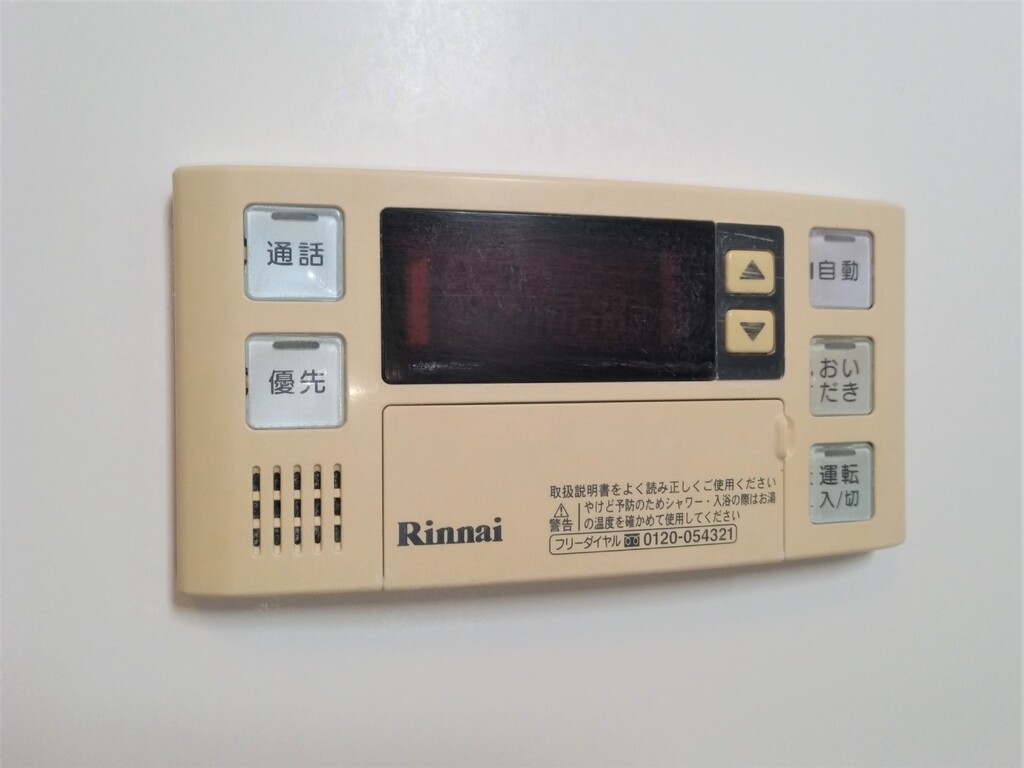 通話
優先
▲
▼
自動
おい
だき
運転
入/切
取扱説明書をよく読み正しくご使用ください
警告
やけど予防のためシャワー・入浴の際はお湯
の温度を確かめて使用してください
フリーダイヤル 0120-054321
Rinnai